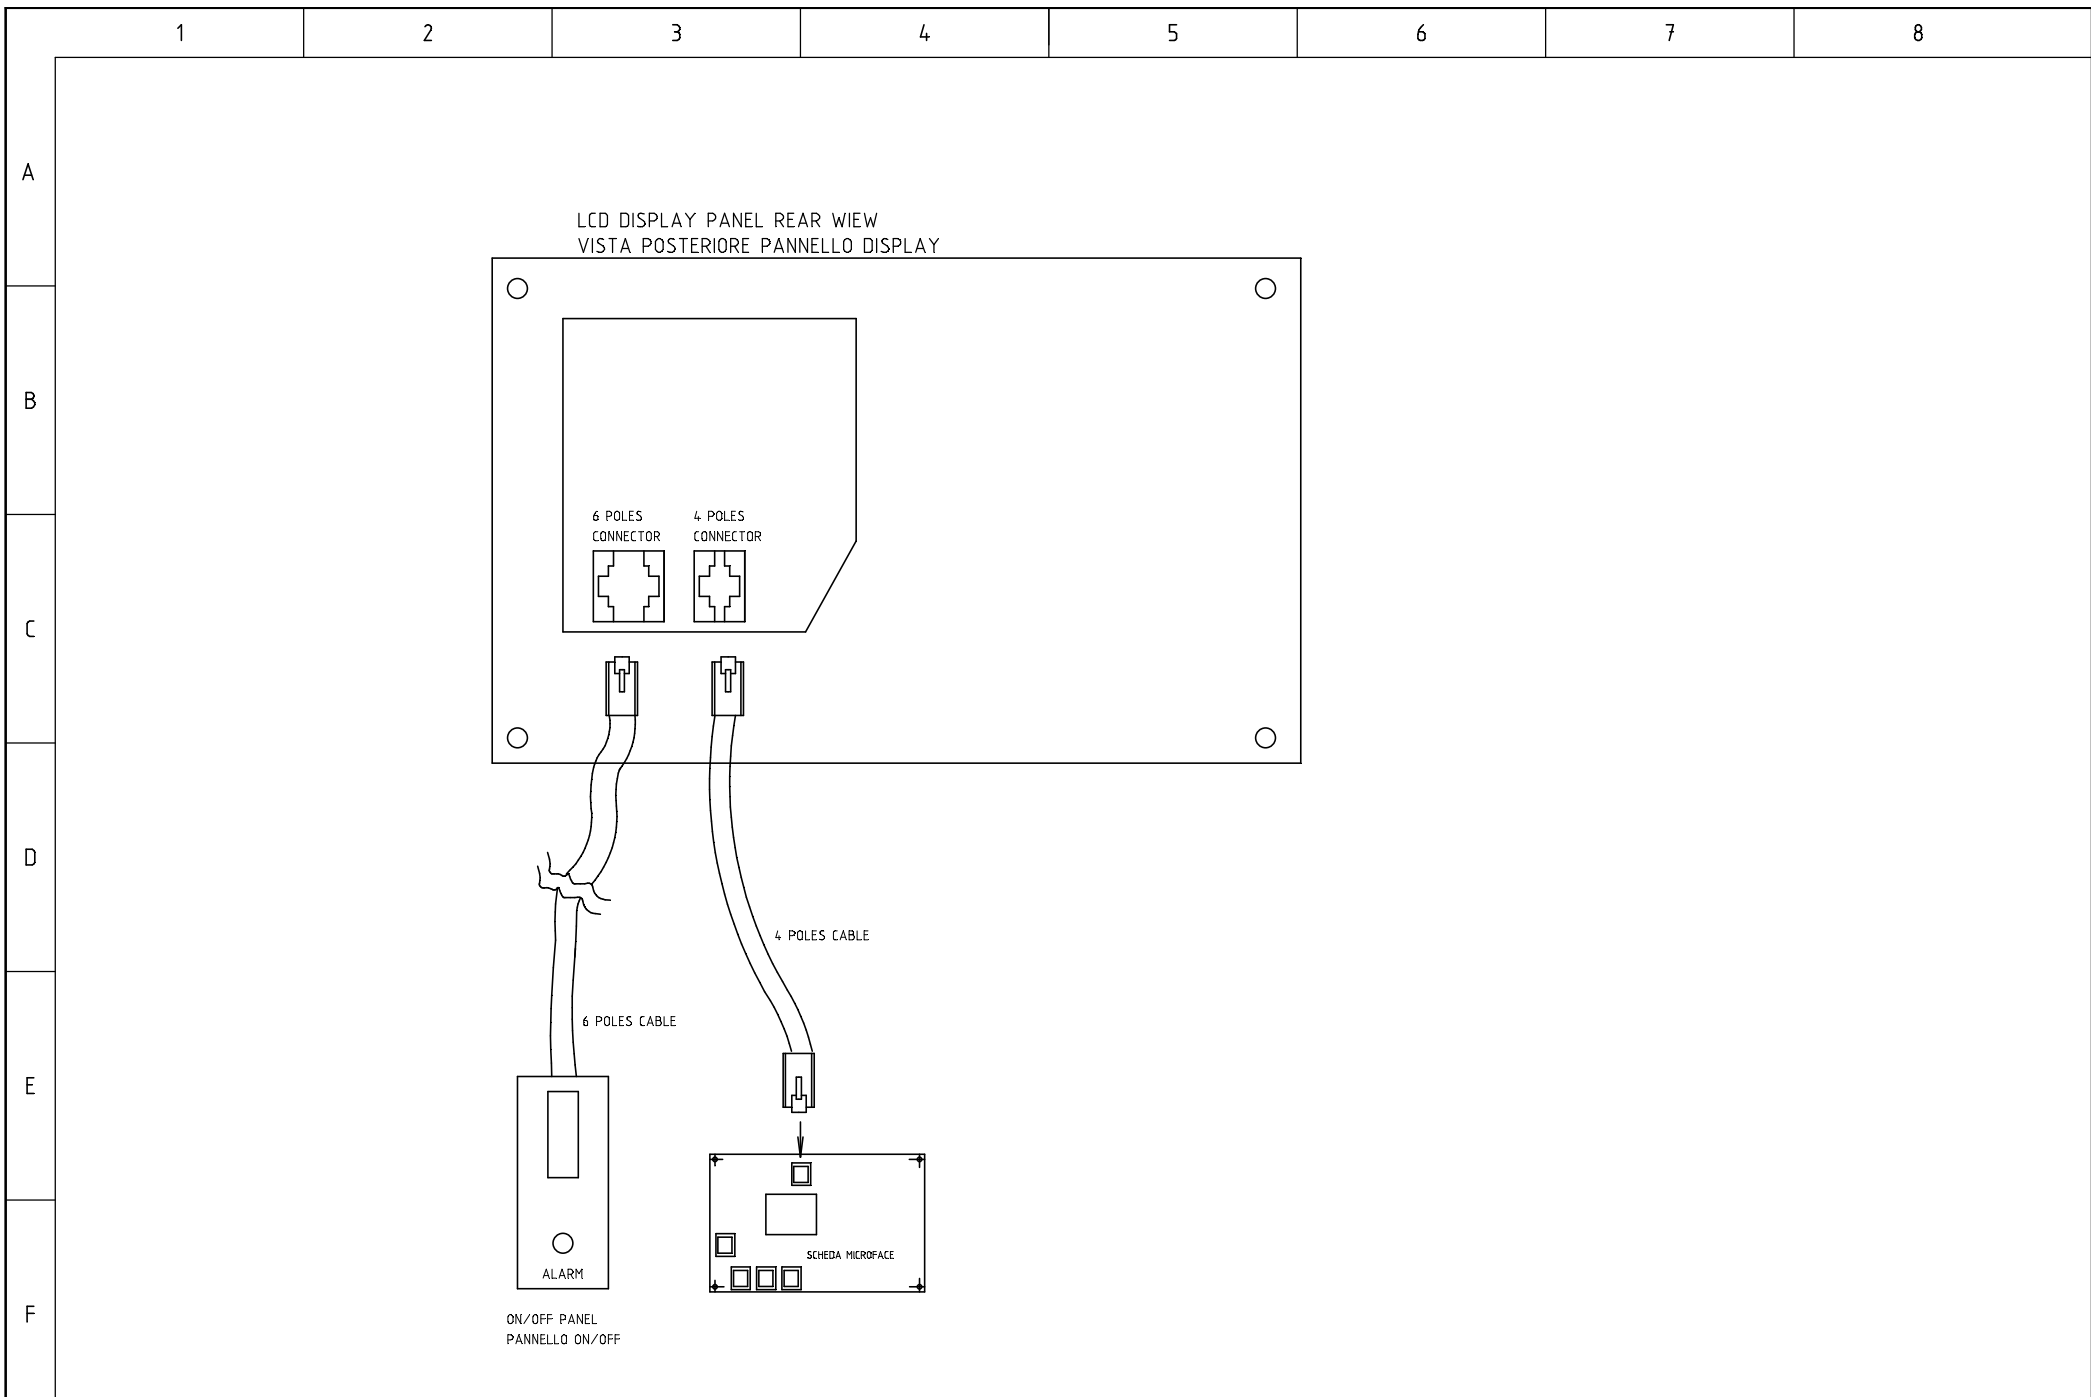 1 2 3 4 5 6 7 8
A
LCD DISPLAY PANEL REAR WIEW
VISTA POSTERIORE PANNELLO DISPLAY
B
6 POLES
CONNECTOR
4 POLES
CONNECTOR
C
D
4 POLES CABLE
6 POLES CABLE
E
SCHEDA MICROFACE
ALARM
F
ON/OFF PANEL
PANNELLO ON/OFF